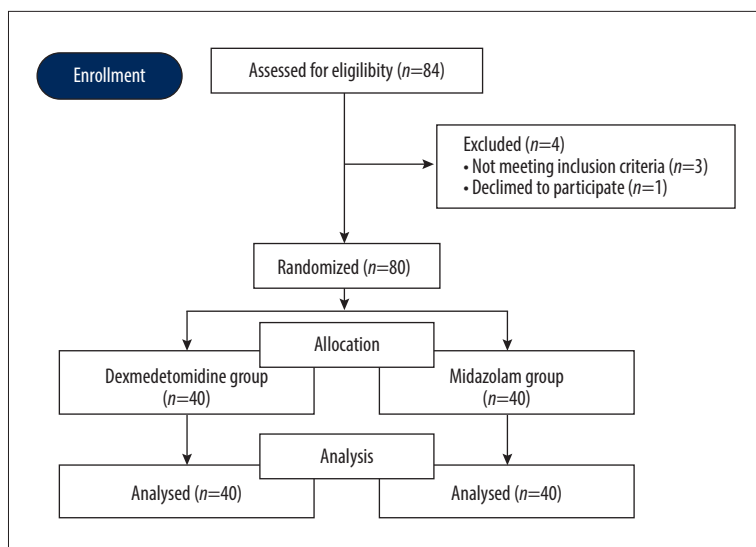 Enrollment
Assessed for eligilibity (n=84)
Excluded (n=4)
• Not meeting inclusion criteria (n=3)
• Declimed to participate (n=1)
Randomized (n=80)
Allocation
Dexmedetomidine group
(n=40)
Midazolam group
(n=40)
Analysis
Analysed (n=40)
Analysed (n=40)